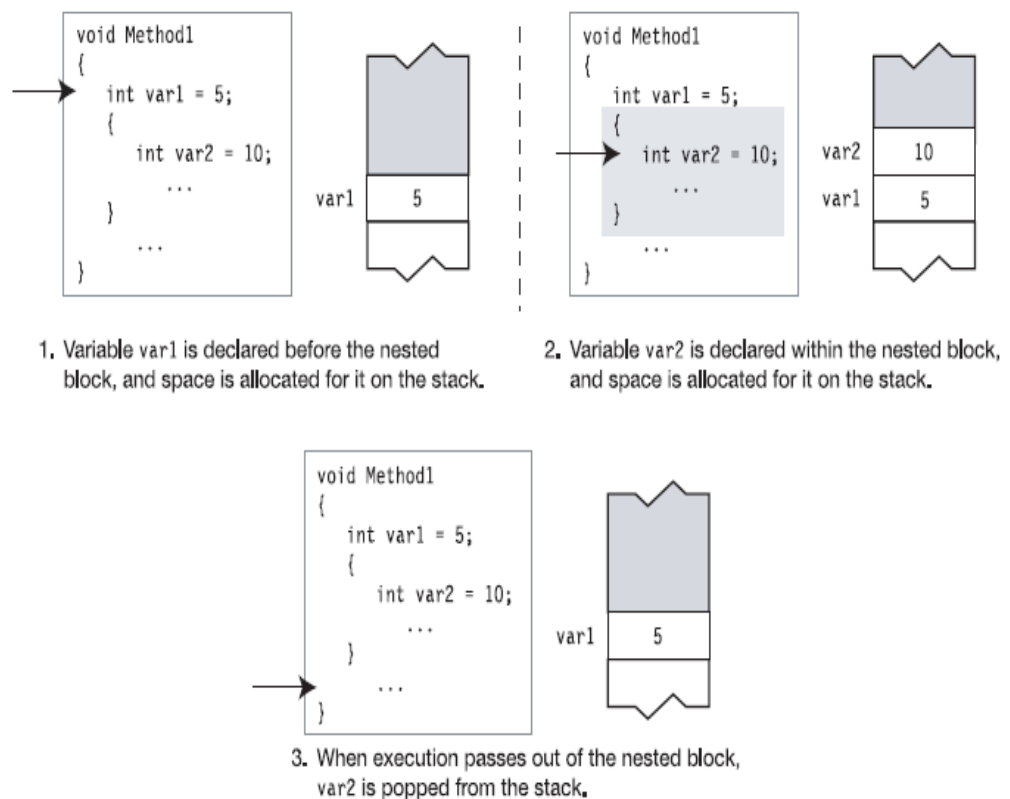 void Method1
{
int var1 = 5;
{
int var2 = 10;
...
}
...
}
var1
5
1. Variable var1 is declared before the nested
block, and space is allocated for it on the stack.
void Method1
{
int var1 = 5;
{
int var2 = 10;
...
}
...
}
var2
10
var1
5
2. Variable var2 is declared within the nested block,
and space is allocated for it on the stack.
void Method1
{
int var1 = 5;
{
int var2 = 10;
...
}
...
}
var1
5
3. When execution passes out of the nested block,
var2 is popped from the stack.